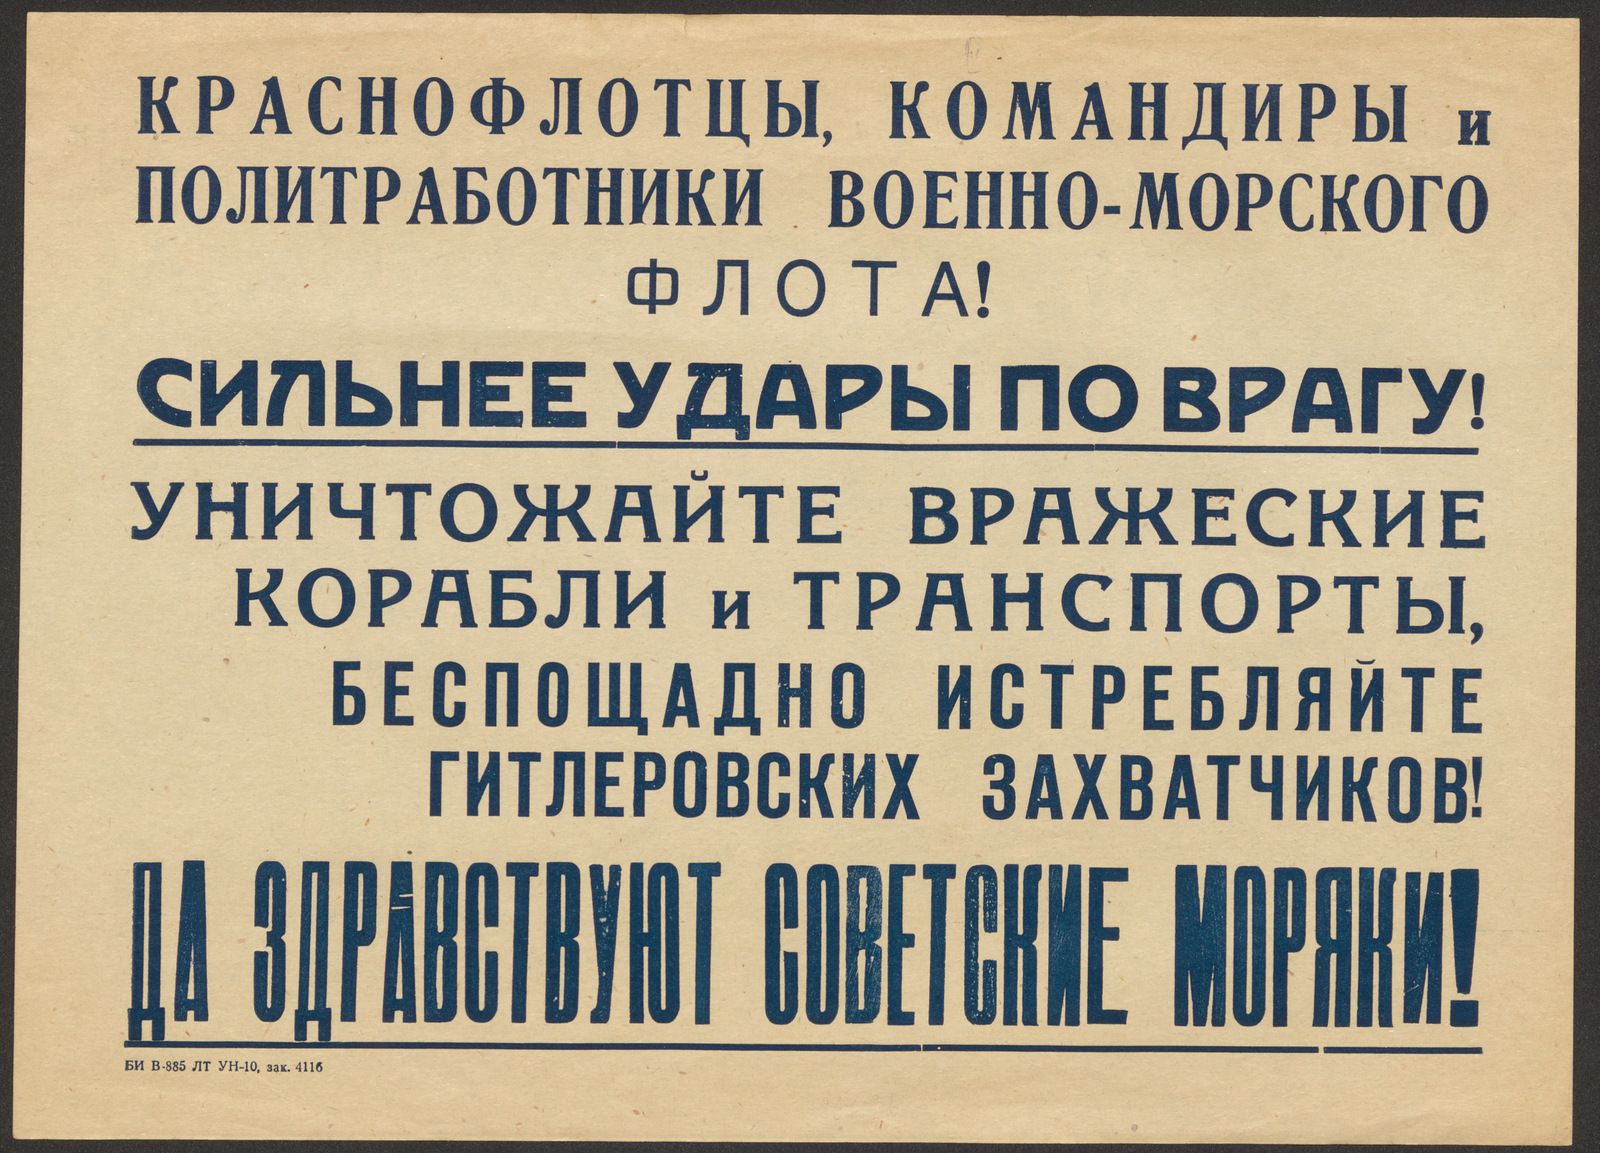 КРАСНОФЛОТЦЫ, КОМАНДИРЫ и
ПОЛИТРАБОТНИКИ ВОЕННО-МОРСКОГО
ФЛОТА!
СИЛЬНЕЕ УДАРЫ ПО ВРАГУ!
УНИЧТОЖАЙТЕ ВРАЖЕСКИЕ
КОРАБЛИ и ТРАНСПОРТЫ,
БЕСПОЩАДНО ИСТРЕБЛЯЙТЕ
ГИТЛЕРОВСКИХ ЗАХВАТЧИКОВ!
ДА ЗДРАВСТВУЮТ СОВЕТСКИЕ МОРЯКИ!
БИ В-885 ЛТ УН-10, зак. 4116